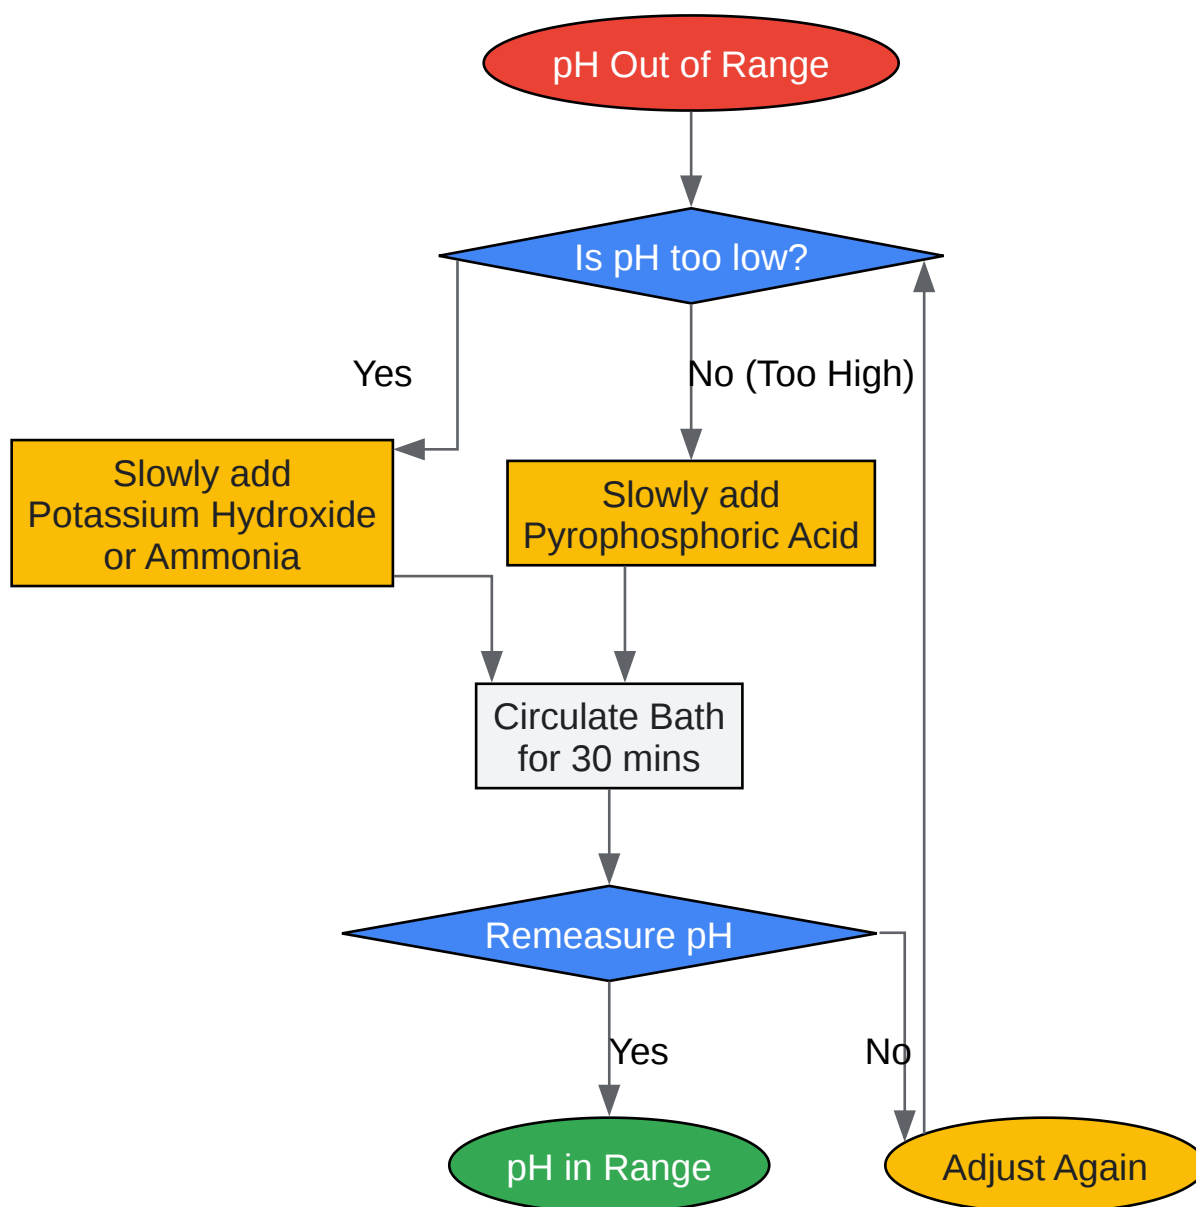 pH Out of Range
Is pH too low?
Yes
No (Too High)
Slowly add
Potassium Hydroxide
or Ammonia
Slowly add
Pyrophosphoric Acid
Circulate Bath
for 30 mins
Remeasure pH
Yes
No
pH in Range
Adjust Again